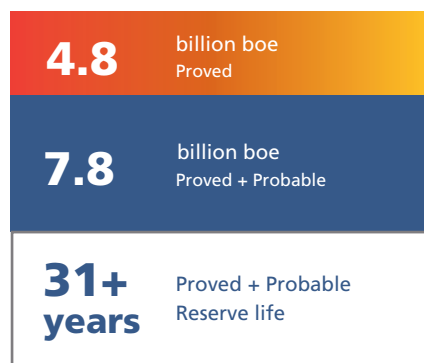 4.8 billion boe
Proved
7.8 billion boe
Proved + Probable
31+ Proved + Probable
years Reserve life